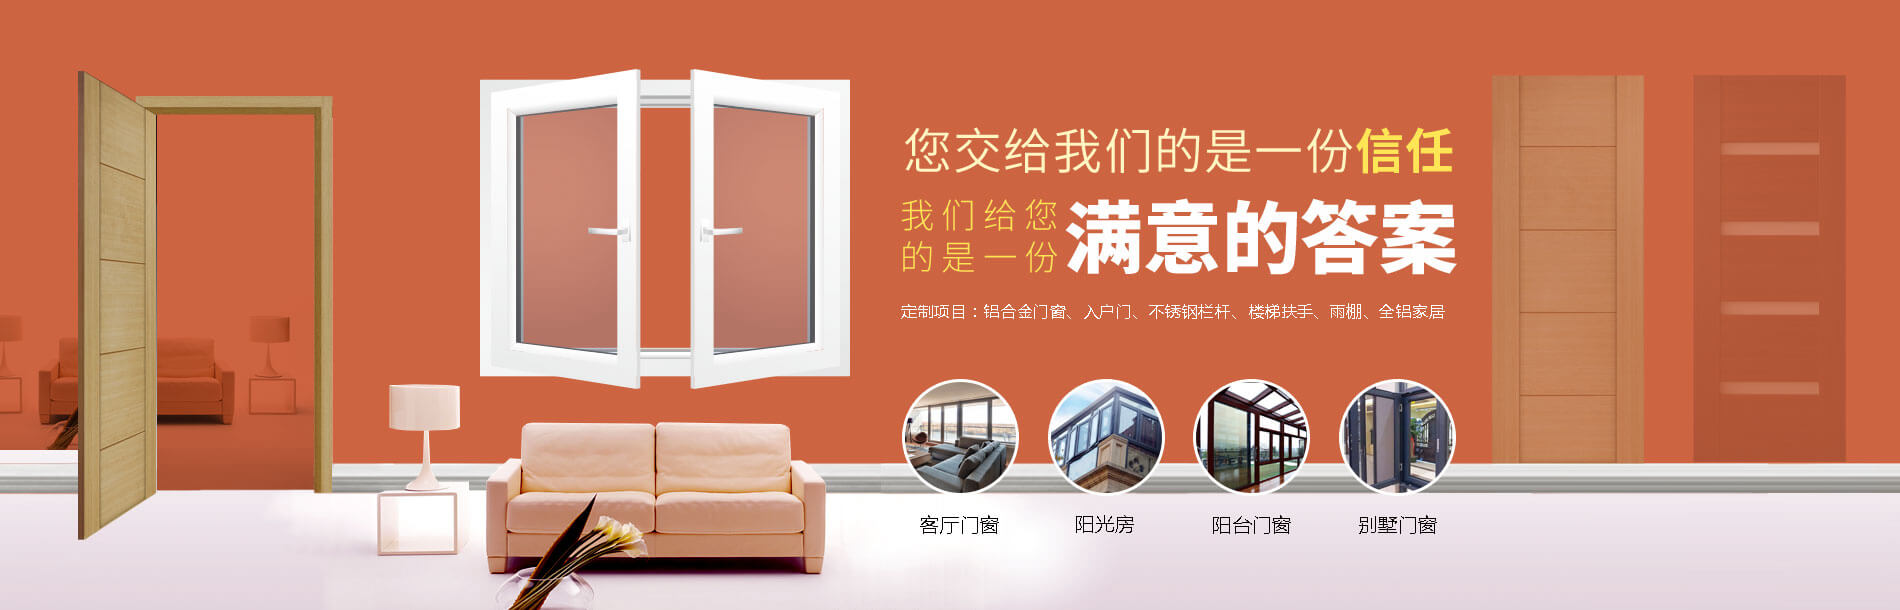 您交给我们的是一份信任
我们给您
的是一份
满意的答案
定制项目：铝合金门窗、入户门、不锈钢栏杆、楼梯扶手、雨棚、全铝家居
客厅门窗
阳光房
阳台门窗
别墅门窗